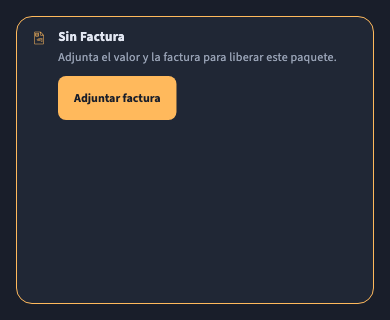 Sin Factura
Adjunta el valor y la factura para liberar este paquete.
Adjuntar factura